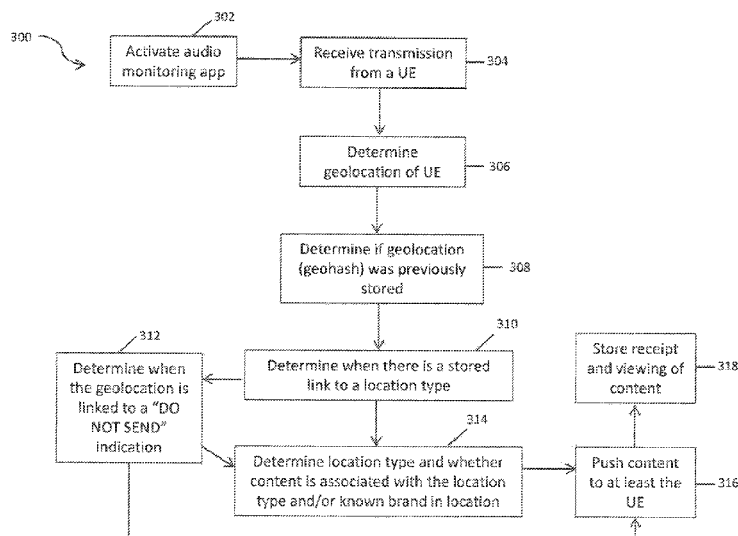 302
300
Activate audio
monitoring app
Receive transmission
from a UE
304
Determine
geolocation of UE
306
Determine if geolocation
(geohash) was previously
stored
308
310
312
Determine when there is a stored
link to a location type
Store receipt
and viewing of
content
318
Determine when
the geolocation is
linked to a "DO
NOT SEND"
indication
314
Determine location type and whether
content is associated with the location
type and/or known brand in location
Push content
to at least the
UE
316